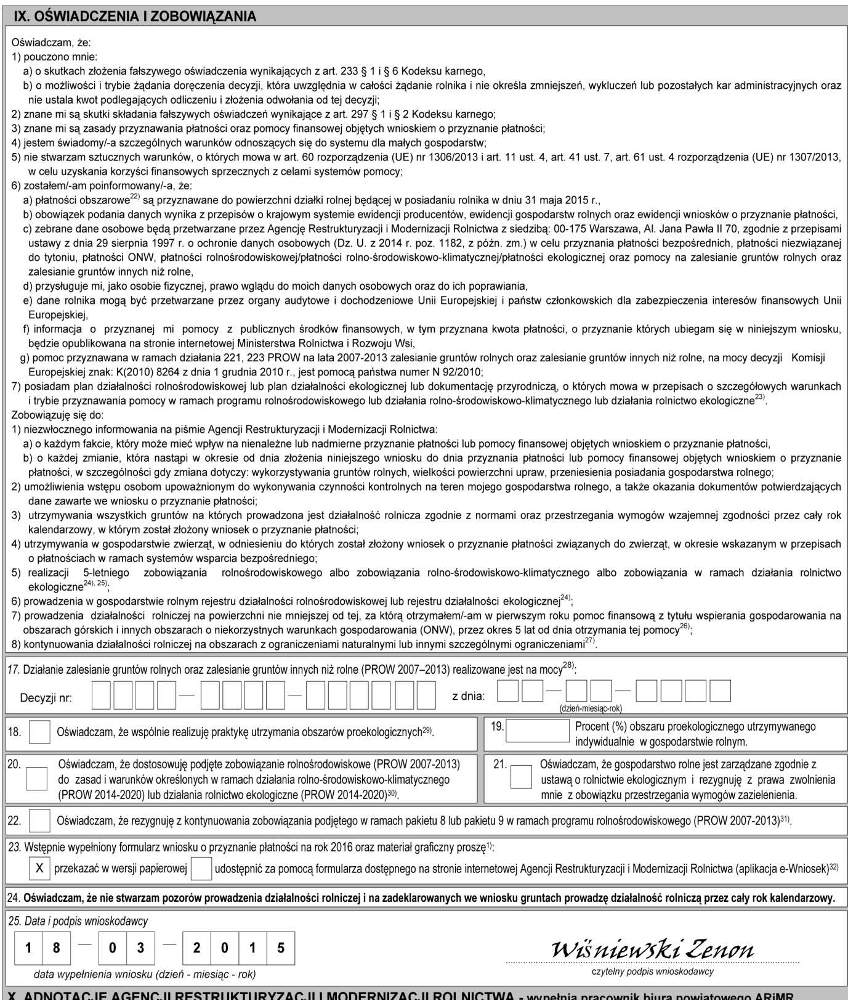 IX. OŚWIADCZENIA I ZOBOWIĄZANIA
Oświadczam, że:
1) pouczono mnie:
a) o skutkach złożenia fałszywego oświadczenia wynikających z art. 233 § 1 i § 6 Kodeksu karnego,
b) o możliwości i trybie żądania doręczenia decyzji, która uwzględnia w całości żądanie rolnika i nie określa zmniejszeń, wykluczeń lub pozostałych kar administracyjnych oraz
nie ustala kwot podlegających odliczeniu i złożenia odwołania od tej decyzji;
2) znane mi są skutki składania fałszywych oświadczeń wynikające z art. 297 § 1 i § 2 Kodeksu karnego;
3) znane mi są zasady przyznawania płatności oraz pomocy finansowej objętych wnioskiem o przyznanie płatności;
4) jestem świadomy/-a szczególnych warunków odnoszących się do systemu dla małych gospodarstw;
5) nie stwarzam sztucznych warunków, o których mowa w art. 60 rozporządzenia (UE) nr 1306/2013 i art. 11 ust. 4, art. 41 ust. 7, art. 61 ust. 4 rozporządzenia (UE) nr 1307/2013,
w celu uzyskania korzyści finansowych sprzecznych z celami systemów pomocy;
6) zostałem/-am poinformowany/-a, że:
a) płatności obszarowe22) są przyznawane do powierzchni działki rolnej będącej w posiadaniu rolnika w dniu 31 maja 2015 r.,
b) obowiązek podania danych wynika z przepisów o krajowym systemie ewidencji producentów, ewidencji gospodarstw rolnych oraz ewidencji wniosków o przyznanie płatności,
c) zebrane dane osobowe będą przetwarzane przez Agencję Restrukturyzacji i Modernizacji Rolnictwa z siedzibą: 00-175 Warszawa, Al. Jana Pawła II 70, zgodnie z przepisami
ustawy z dnia 29 sierpnia 1997 r. o ochronie danych osobowych (Dz. U. z 2014 r. poz. 1182, z późn. zm.) w celu przyznania płatności bezpośrednich, płatności niezwiązanej
do tytoniu, płatności ONW, płatności rolnośrodowiskowej/płatności rolno-środowiskowo-klimatycznej/płatności ekologicznej oraz pomocy na zalesianie gruntów rolnych oraz
zalesianie gruntów innych niż rolne,
d) przysługuje mi, jako osobie fizycznej, prawo wglądu do moich danych osobowych oraz do ich poprawiania,
e) dane rolnika mogą być przetwarzane przez organy audytowe i dochodzeniowe Unii Europejskiej i państw członkowskich dla zabezpieczenia interesów finansowych Unii
Europejskiej,
f) informacja o przyznanej mi pomocy z publicznych środków finansowych, w tym przyznana kwota płatności, o przyznanie których ubiegam się w niniejszym wniosku,
będzie opublikowana na stronie internetowej Ministerstwa Rolnictwa i Rozwoju Wsi,
g) pomoc przyznawana w ramach działania 221, 223 PROW na lata 2007-2013 zalesianie gruntów rolnych oraz zalesianie gruntów innych niż rolne, na mocy decyzji Komisji
Europejskiej znak: K(2010) 8264 z dnia 1 grudnia 2010 r., jest pomocą państwa numer N 92/2010;
7) posiadam plan działalności rolnośrodowiskowej lub plan działalności ekologicznej lub dokumentację przyrodniczą, o których mowa w przepisach o szczegółowych warunkach
i trybie przyznawania pomocy w ramach programu rolnośrodowiskowego lub działania rolno-środowiskowo-klimatycznego lub działania rolnictwo ekologiczne23).
Zobowiązuję się do:
1) niezwłocznego informowania na piśmie Agencji Restrukturyzacji i Modernizacji Rolnictwa:
a) o każdym fakcie, który może mieć wpływ na nienależne lub nadmierne przyznanie płatności lub pomocy finansowej objętych wnioskiem o przyznanie płatności,
b) o każdej zmianie, która nastąpi w okresie od dnia złożenia niniejszego wniosku do dnia przyznania płatności lub pomocy finansowej objętych wnioskiem o przyznanie
płatności, w szczególności gdy zmiana dotyczy: wykorzystywania gruntów rolnych, wielkości powierzchni upraw, przeniesienia posiadania gospodarstwa rolnego;
2) umożliwienia wstępu osobom upoważnionym do wykonywania czynności kontrolnych na teren mojego gospodarstwa rolnego, a także okazania dokumentów potwierdzających
dane zawarte we wniosku o przyznanie płatności;
3) utrzymywania wszystkich gruntów na których prowadzona jest działalność rolnicza zgodnie z normami oraz przestrzegania wymogów wzajemnej zgodności przez cały rok
kalendarzowy, w którym został złożony wniosek o przyznanie płatności;
4) utrzymywania w gospodarstwie zwierząt, w odniesieniu do których został złożony wniosek o przyznanie płatności związanych do zwierząt, w okresie wskazanym w przepisach
o płatnościach w ramach systemów wsparcia bezpośredniego;
5) realizacji 5-letniego zobowiązania rolnośrodowiskowego albo zobowiązania rolno-środowiskowo-klimatycznego albo zobowiązania w ramach działania rolnictwo
ekologiczne24), 25);
6) prowadzenia w gospodarstwie rolnym rejestru działalności rolnośrodowiskowej lub rejestru działalności ekologicznej24);
7) prowadzenia działalności rolniczej na powierzchni nie mniejszej od tej, za którą otrzymałem/-am w pierwszym roku pomoc finansową z tytułu wspierania gospodarowania na
obszarach górskich i innych obszarach o niekorzystnych warunkach gospodarowania (ONW), przez okres 5 lat od dnia otrzymania tej pomocy26);
8) kontynuowania działalności rolniczej na obszarach z ograniczeniami naturalnymi lub innymi szczególnymi ograniczeniami27).
17. Działanie zalesianie gruntów rolnych oraz zalesianie gruntów innych niż rolne (PROW 2007–2013) realizowane jest na mocy28):
Decyzji nr: — — z dnia: — —
(dzień-miesiąc-rok)
18. Oświadczam, że wspólnie realizuję praktykę utrzymania obszarów proekologicznych29).
19. Procent (%) obszaru proekologicznego utrzymywanego
indywidualnie w gospodarstwie rolnym.
20. Oświadczam, że dostosowuję podjęte zobowiązanie rolnośrodowiskowe (PROW 2007-2013)
do zasad i warunków określonych w ramach działania rolno-środowiskowo-klimatycznego
(PROW 2014-2020) lub działania rolnictwo ekologiczne (PROW 2014-2020)30).
21. Oświadczam, że gospodarstwo rolne jest zarządzane zgodnie z
ustawą o rolnictwie ekologicznym i rezygnuję z prawa zwolnienia
mnie z obowiązku przestrzegania wymogów zazielenienia.
22. Oświadczam, że rezygnuję z kontynuowania zobowiązania podjętego w ramach pakietu 8 lub pakietu 9 w ramach programu rolnośrodowiskowego (PROW 2007-2013)31).
23. Wstępnie wypełniony formularz wniosku o przyznanie płatności na rok 2016 oraz materiał graficzny proszę1):
X przekazać w wersji papierowej udostępnić za pomocą formularza dostępnego na stronie internetowej Agencji Restrukturyzacji i Modernizacji Rolnictwa (aplikacja e-Wniosek)32)
24. Oświadczam, że nie stwarzam pozorów prowadzenia działalności rolniczej i na zadeklarowanych we wniosku gruntach prowadzę działalność rolniczą przez cały rok kalendarzowy.
25. Data i podpis wnioskodawcy
1 8 — 0 3 — 2 0 1 5
Wiśniewski Zenon
data wypełnienia wniosku (dzień - miesiąc - rok)
czytelny podpis wnioskodawcy
X. ADNOTACJE AGENCJI RESTRUKTURYZACJI I MODERNIZACJI ROLNICTWA - wypełnia pracownik biura powiatowego ARiMR